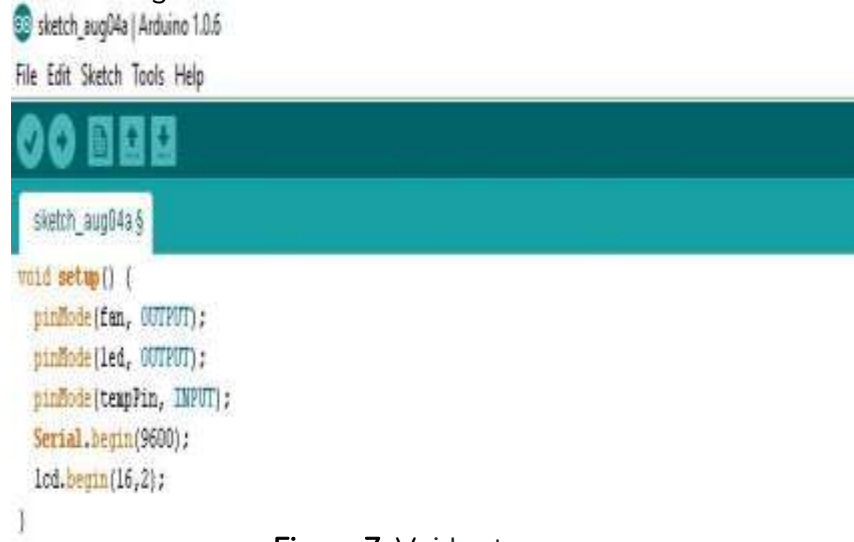 sketch_aug04a | Arduino 1.0.6
File Edit Sketch Tools Help
sketch_aug04a §
void setup() {
pinMode(fan, OUTPUT);
pinMode(led, OUTPUT);
pinMode(tempPin, INPUT);
Serial.begin(9600);
lcd.begin(16,2);
}